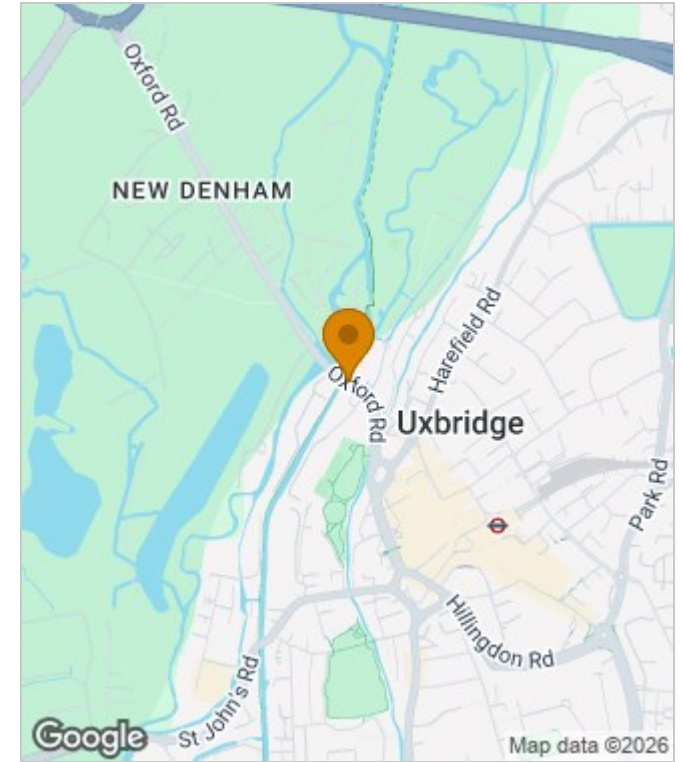 Oxford Rd
NEW DENHAM
Harefield Rd
Oxford Rd
Uxbridge
Park Rd
Hillingdon Rd
St John's Rd
Google
Map data ©2026